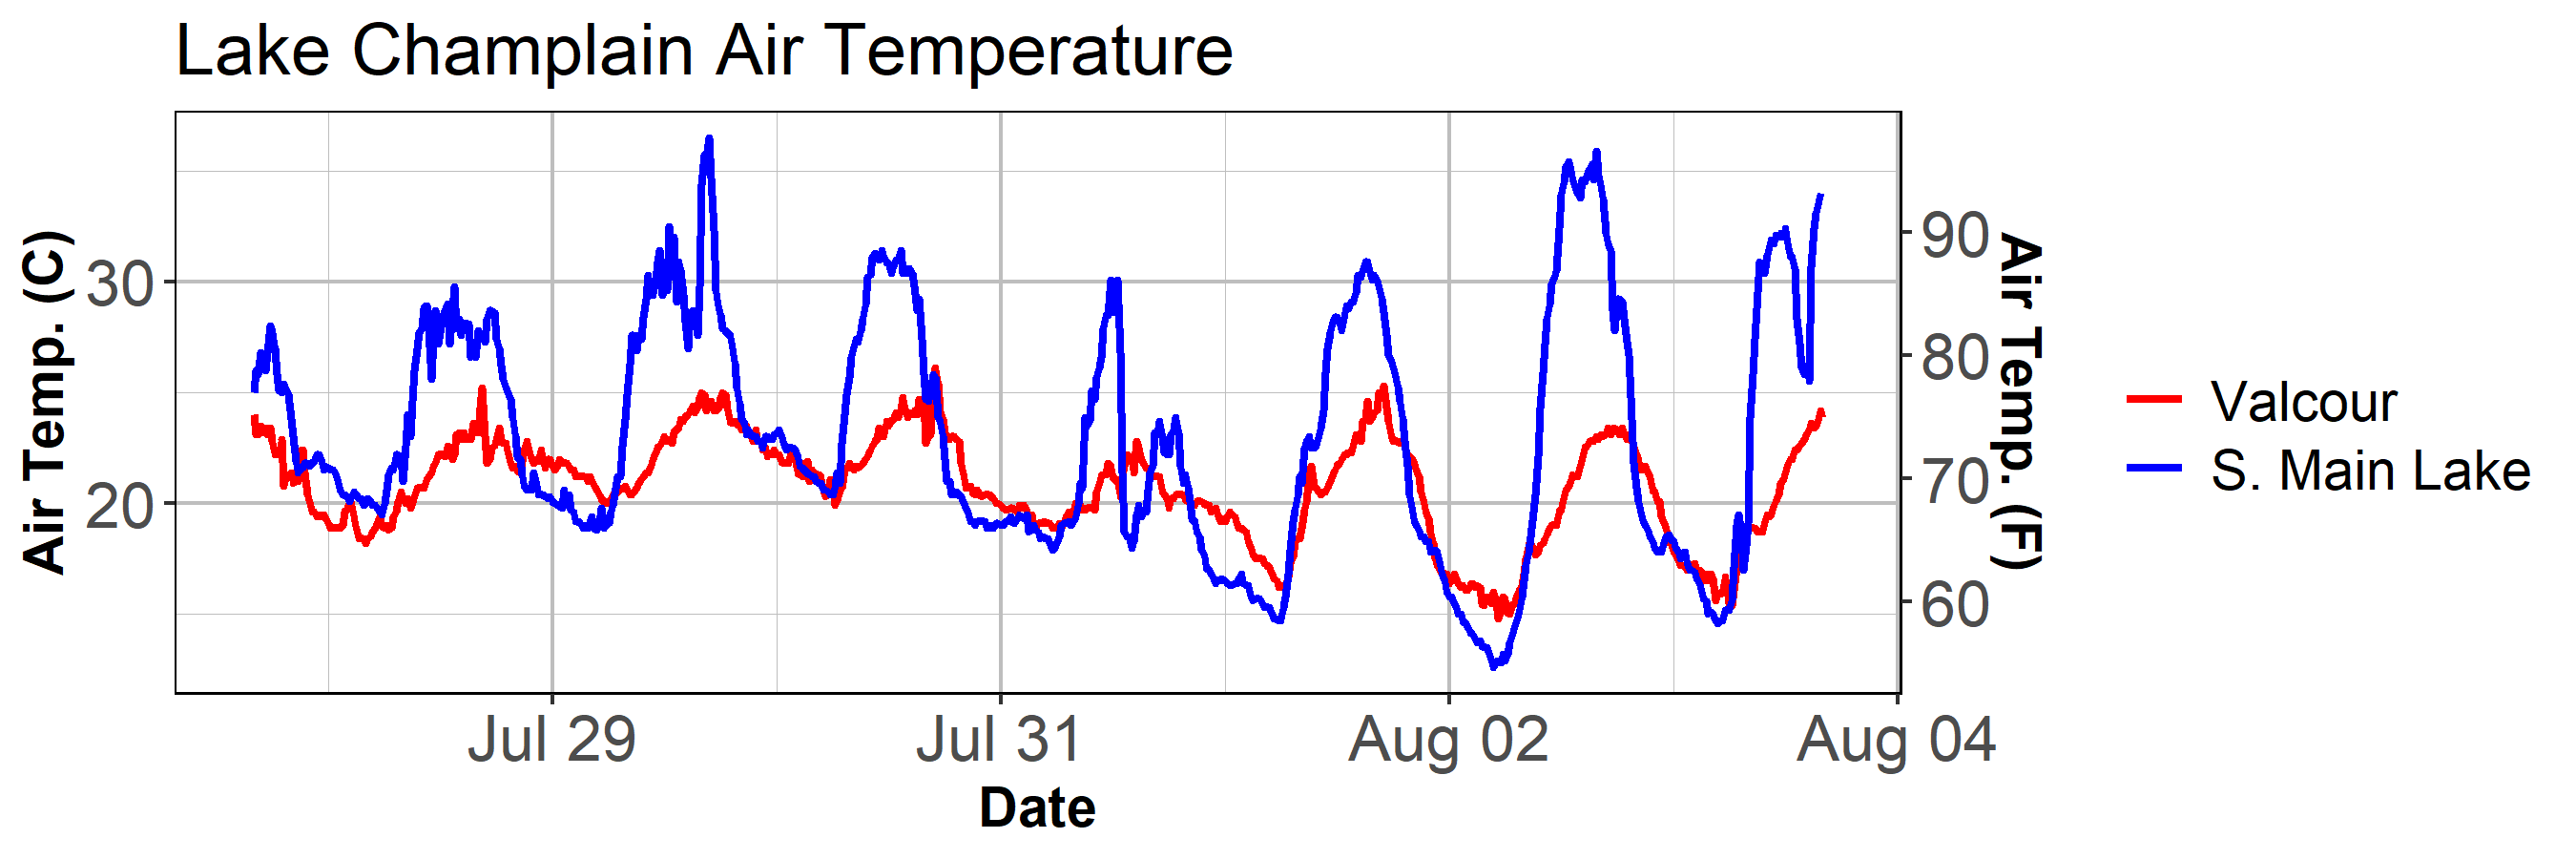 Lake Champlain Air Temperature
Air Temp. (C)
30
20
90
80
70
60
Air Temp. (F)
Jul 29
Jul 31
Aug 02
Aug 04
Date
Valcour
S. Main Lake